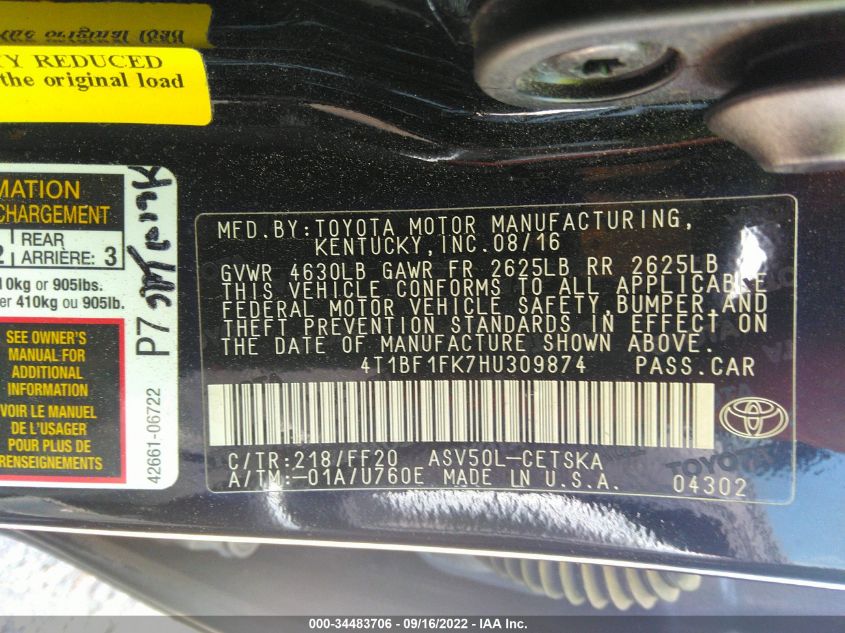 TY REDUCED
the original load
MATION
CHARGEMENT
2 REAR ARRIÈRE: 3
10kg or 905lbs.
er 410kg ou 905lb.
SEE OWNER'S
MANUAL FOR
ADDITIONAL
INFORMATION
VOIR LE MANUEL
DE L'USAGER
POUR PLUS DE
RENSEIGNEMENTS
42661-06722
P7
MFD.BY:TOYOTA MOTOR MANUFACTURING,
KENTUCKY,INC.08/16
GVWR 4630LB GAWR FR 2625LB RR 2625LB
THIS VEHICLE CONFORMS TO ALL APPLICABLE
FEDERAL MOTOR VEHICLE SAFETY,BUMPER,AND
THEFT PREVENTION STANDARDS IN EFFECT ON
THE DATE OF MANUFACTURE SHOWN ABOVE.
4T1BF1FK7HU309874 PASS.CAR
C/TR:218/FF20 ASV50L-CETSKA
A/TM:-01A/U760E MADE IN U.S.A. 04302
000-34483706 - 09/16/2022 - IAA Inc.